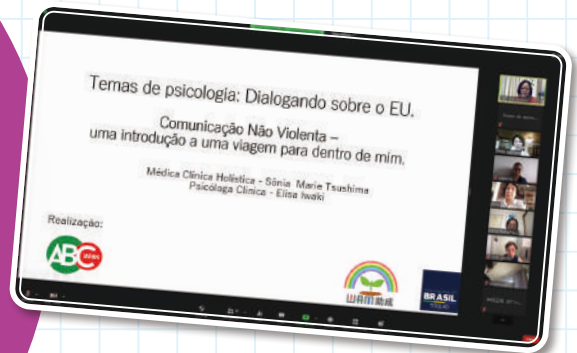 Temas de psicologia: Dialogando sobre o EU.
Comunicação Não Violenta –
uma introdução a uma viagem para dentro de mim.
Médica Clínica Holística - Sônia Marie Tsushima
Psicóloga Clínica - Elisa Iwaki
Realização:
ABC
BRASIL